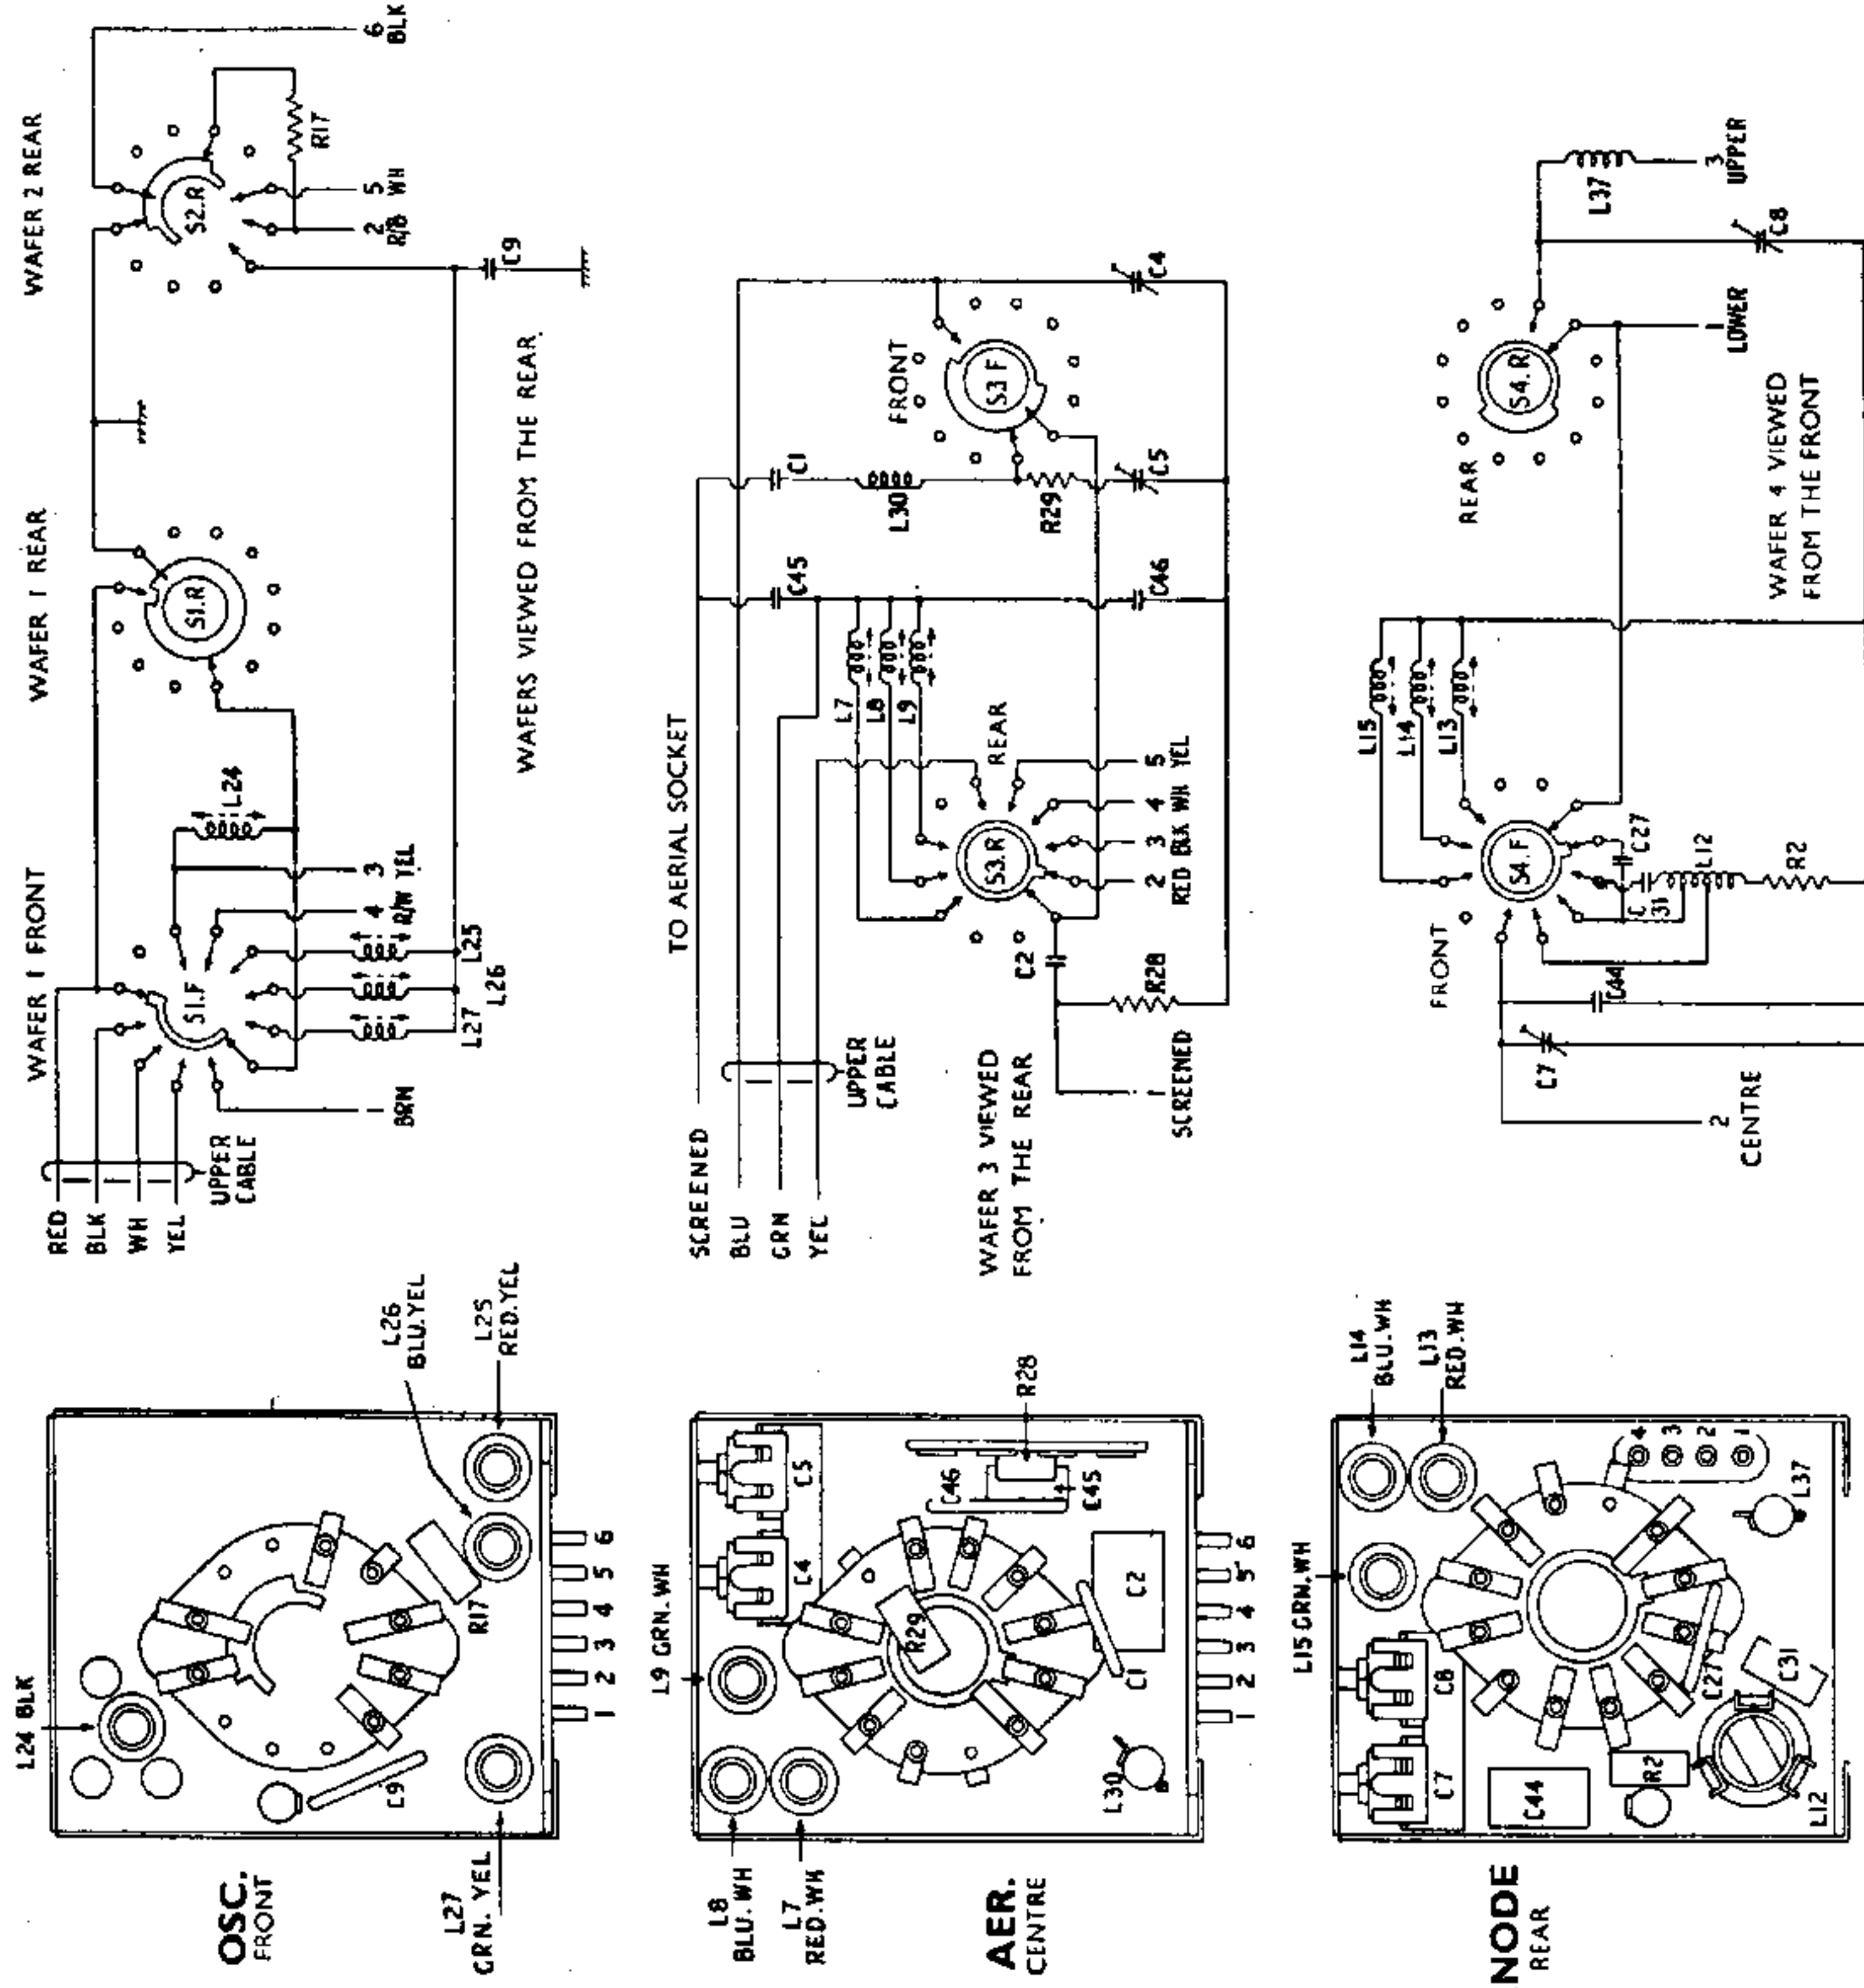 OSC.
FRONT
L24 BLK
L27
GRN. YEL
C9
R17
L26
BLU.YEL
L25
RED.YEL
1 2 3 4 5 6
WAFER 1 FRONT
WAFER 1 REAR
WAFER 2 REAR
RED
BLK
WH
YEL
UPPER
CABLE
S1.F
S1.R
S2.R
L24
R17
1
BRN
4
R/W
3
YEL
L27
L26
L25
2
R/B
5
WH
6
BLK
C9
WAFERS VIEWED FROM THE REAR
AER.
CENTRE
L8
BLU.WH
L7
RED.WH
L9 GRN.WH
C4
C5
R29
C46
C45
R28
C1
C2
L30
1 2 3 4 5 6
SCREENED
TO AERIAL SOCKET
BLU
GRN
YEL
UPPER
CABLE
WAFER 3 VIEWED
FROM THE REAR
1
SCREENED
R28
C2
S3.R
REAR
L7
L8
L9
2 3 4 5
RED BLK WH YEL
C45
C46
C1
L30
R29
C5
FRONT
S3.F
C4
NODE
REAR
L15 GRN.WH
L14
BLU.WH
L13
RED.WH
C7
C8
C44
R2
L12
C27
C31
L37
4
3
2
1
2
CENTRE
C7
C44
FRONT
S4.F
L15
L14
L13
C31
C27
L12
R2
REAR
S4.R
1
LOWER
3
UPPER
L37
C8
WAFER 4 VIEWED
FROM THE FRONT